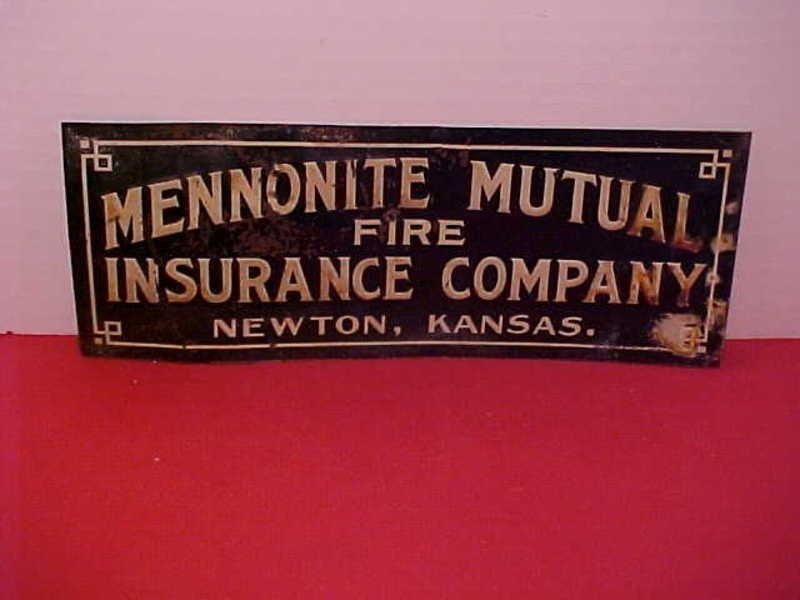 MENNONITE MUTUAL
FIRE
INSURANCE COMPANY
NEWTON, KANSAS.